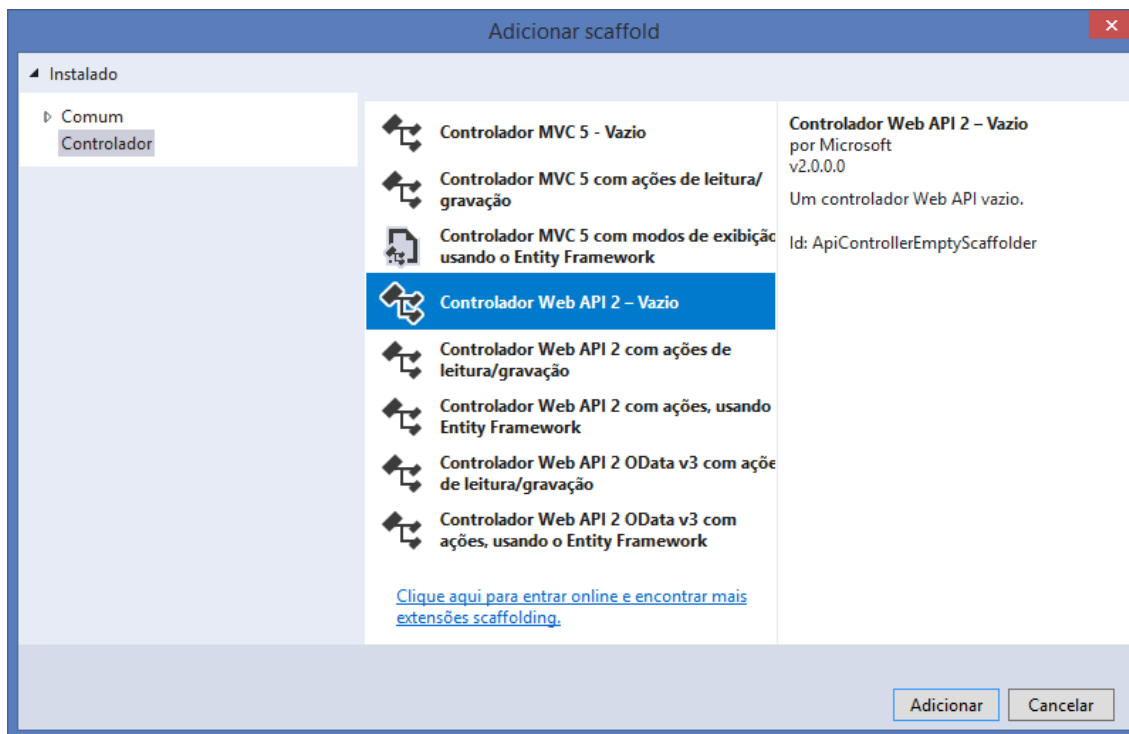 Adicionar scaffold
Instalado
Comum
Controlador
Controlador MVC 5 - Vazio
Controlador MVC 5 com ações de leitura/
gravação
Controlador MVC 5 com modos de exibição
usando o Entity Framework
Controlador Web API 2 – Vazio
Controlador Web API 2 com ações de
leitura/gravação
Controlador Web API 2 com ações, usando
Entity Framework
Controlador Web API 2 OData v3 com açõe
de leitura/gravação
Controlador Web API 2 OData v3 com
ações, usando o Entity Framework
Clique aqui para entrar online e encontrar mais
extensões scaffolding.
Controlador Web API 2 – Vazio
por Microsoft
v2.0.0.0
Um controlador Web API vazio.
Id: ApiControllerEmptyScaffolder
Adicionar
Cancelar